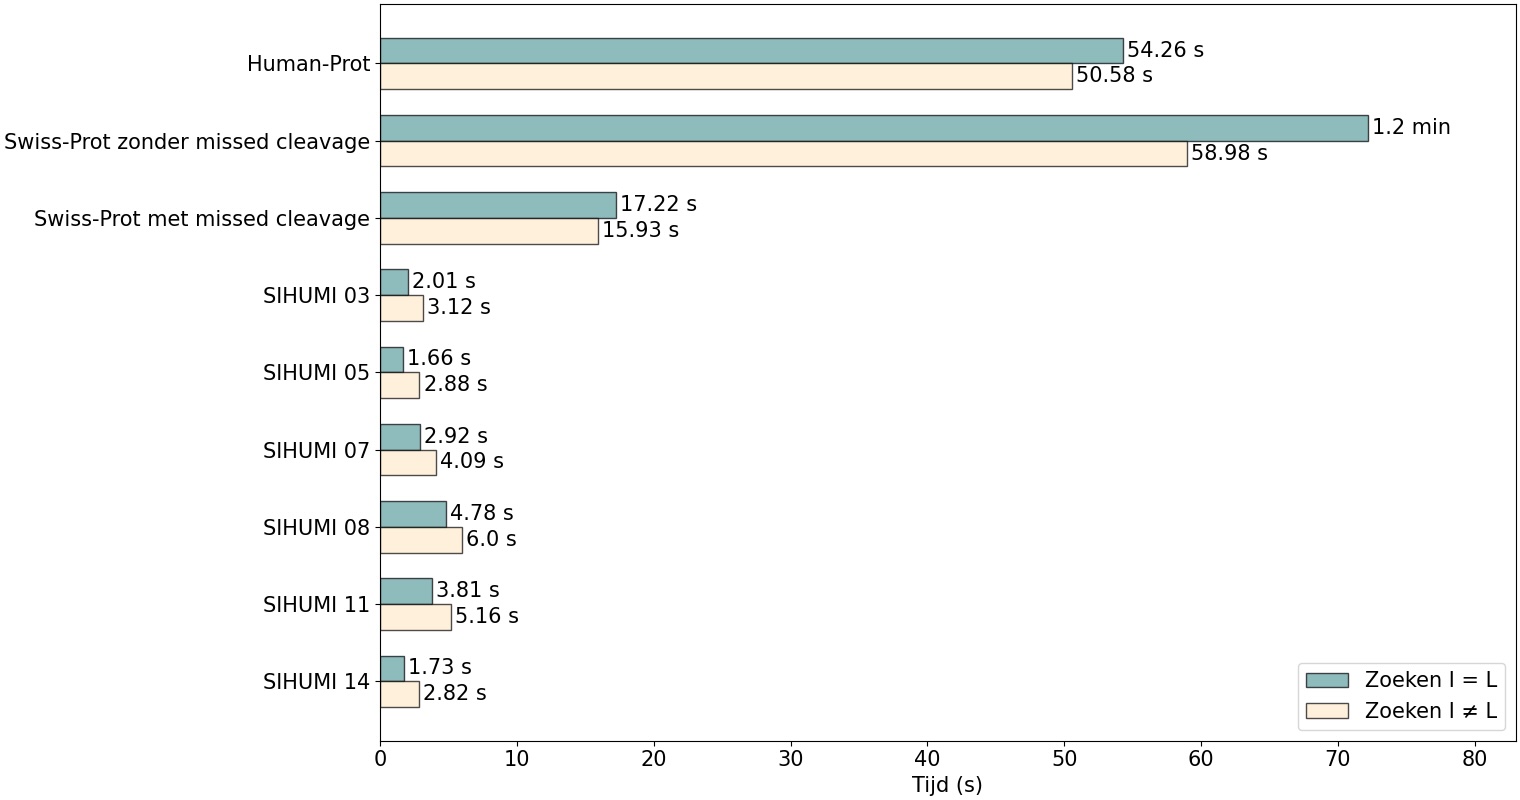 Human-Prot
54.26 s
50.58 s
Swiss-Prot zonder missed cleavage
1.2 min
58.98 s
Swiss-Prot met missed cleavage
17.22 s
15.93 s
SIHUMI 03
2.01 s
3.12 s
SIHUMI 05
1.66 s
2.88 s
SIHUMI 07
2.92 s
4.09 s
SIHUMI 08
4.78 s
6.0 s
SIHUMI 11
3.81 s
5.16 s
SIHUMI 14
1.73 s
2.82 s
Zoeken I = L
Zoeken I ≠ L
0 10 20 30 40 50 60 70 80
Tijd (s)